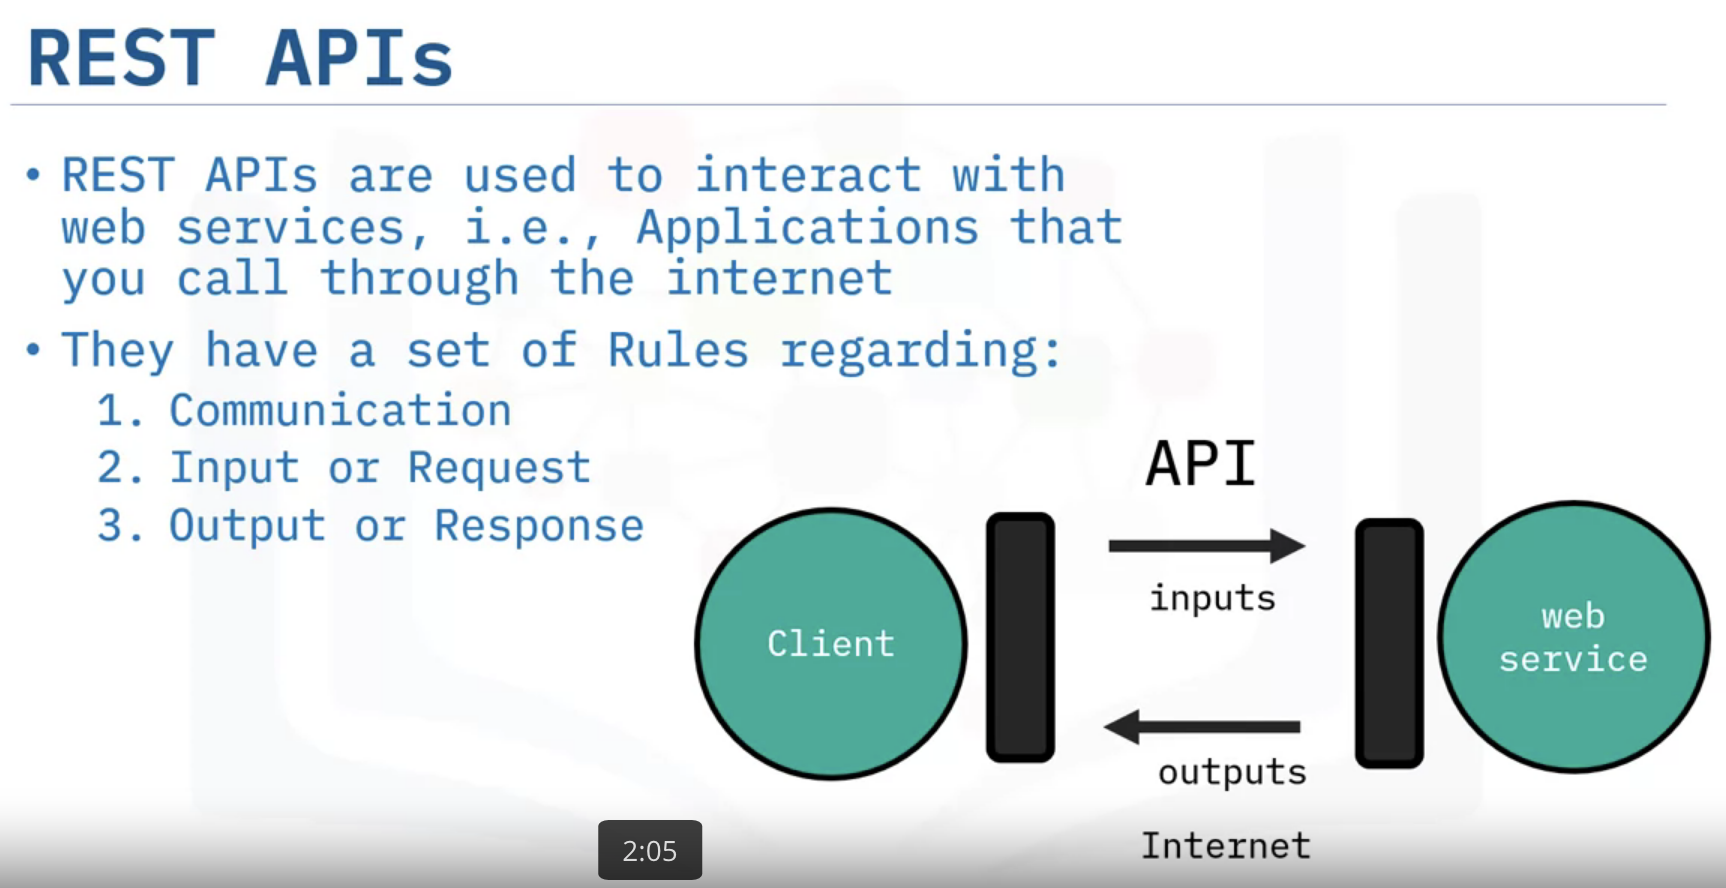 REST APIs
• REST APIs are used to interact with
web services, i.e., Applications that
you call through the internet
• They have a set of Rules regarding:
1. Communication
2. Input or Request
3. Output or Response
API
inputs
Client
web
service
outputs
Internet
2:05